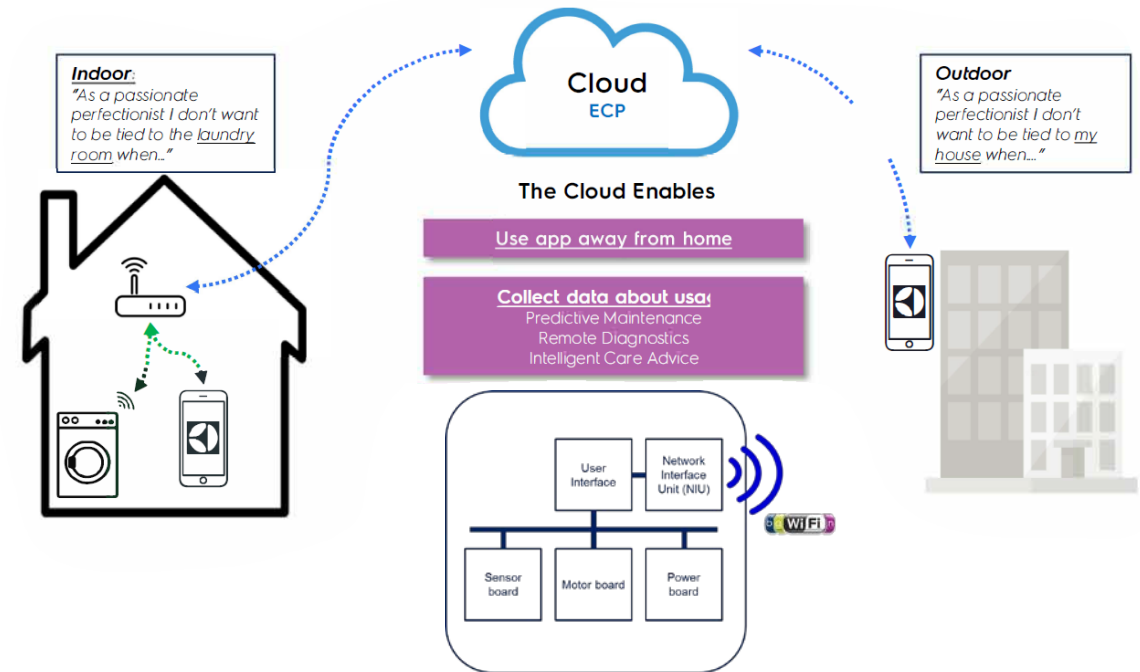 Indoor:
"As a passionate
perfectionist I don't want
to be tied to the laundry
room when..."
Cloud
ECP
Outdoor
"As a passionate
perfectionist I don't
want to be tied to my
house when...."
The Cloud Enables
Use app away from home
Collect data about usag
Predictive Maintenance
Remote Diagnostics
Intelligent Care Advice
User
Interface
Network
Interface
Unit (NIU)
b g WiFi n
Sensor
board
Motor board
Power
board